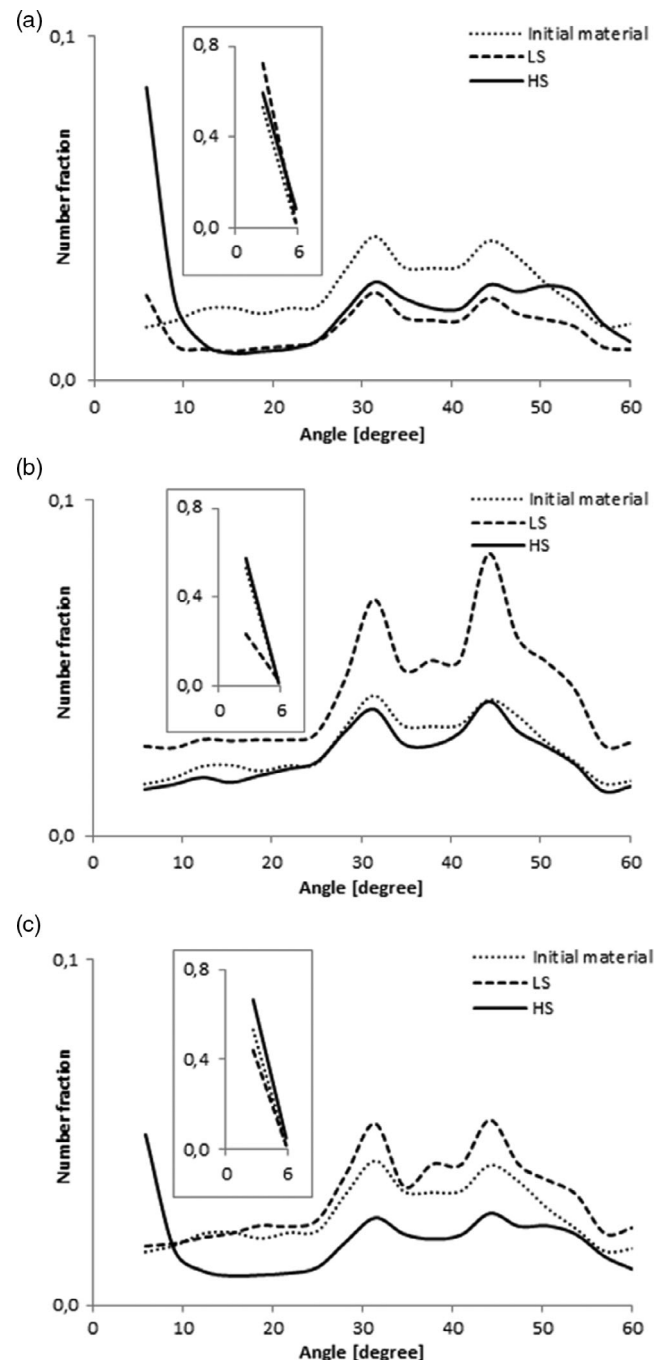 (a)
0,1
0,8
0,4
0,0
0
6
Initial material
LS
HS
Number fraction
0,0
0 10 20 30 40 50 60
Angle [degree]
(b)
0,1
0,8
0,4
0,0
0
6
Initial material
LS
HS
Number fraction
0,0
0 10 20 30 40 50 60
Angle [degree]
(c)
0,1
0,8
0,4
0,0
0
6
Initial material
LS
HS
Number fraction
0,0
0 10 20 30 40 50 60
Angle [degree]